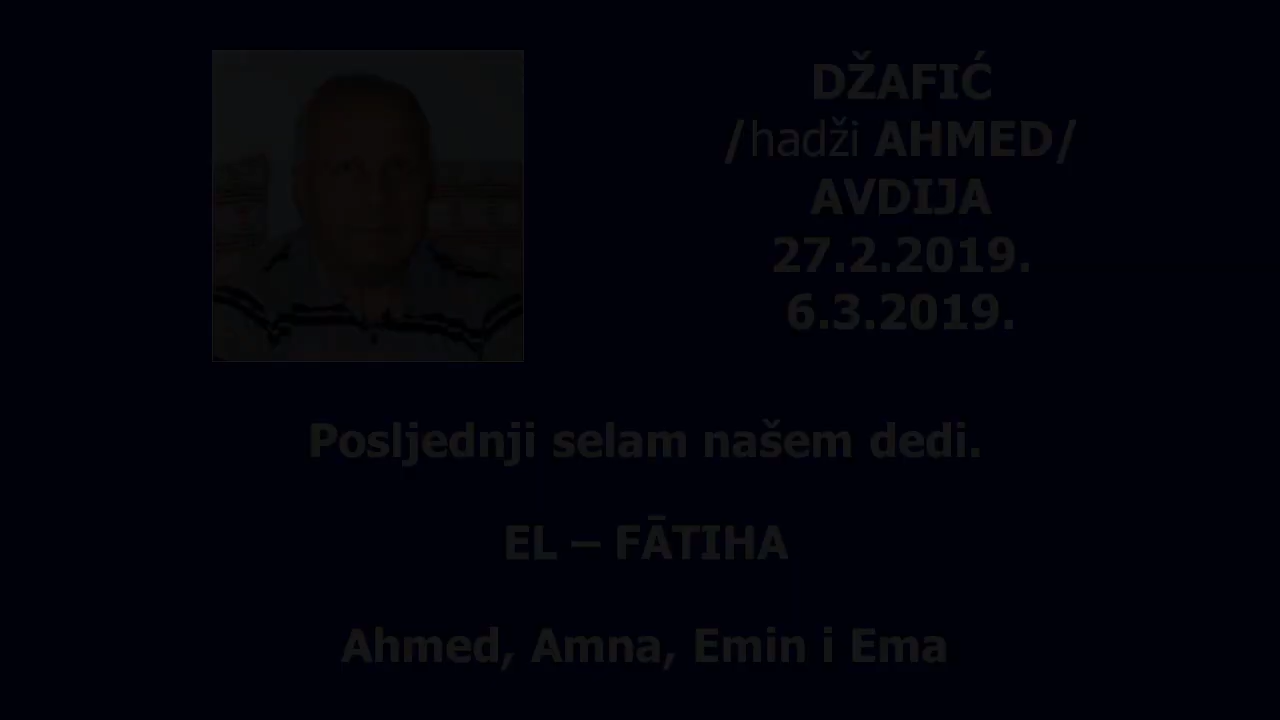 DŽAFIĆ
/hadži AHMED/
AVDIJA
27.2.2019.
6.3.2019.
Posljednji selam našem dedi.
EL – FĀTIHA
Ahmed, Amna, Emin i Ema